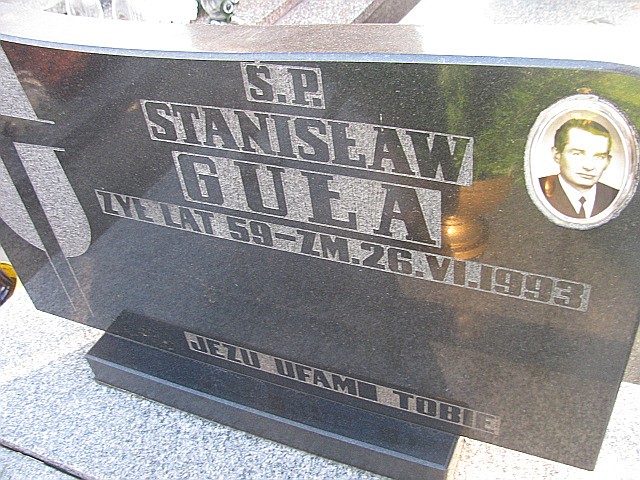 Ś.P.
STANISŁAW
GUŁA
ŻYŁ LAT 59-ZM.26.VI.1993
JEZU UFAM TOBIE